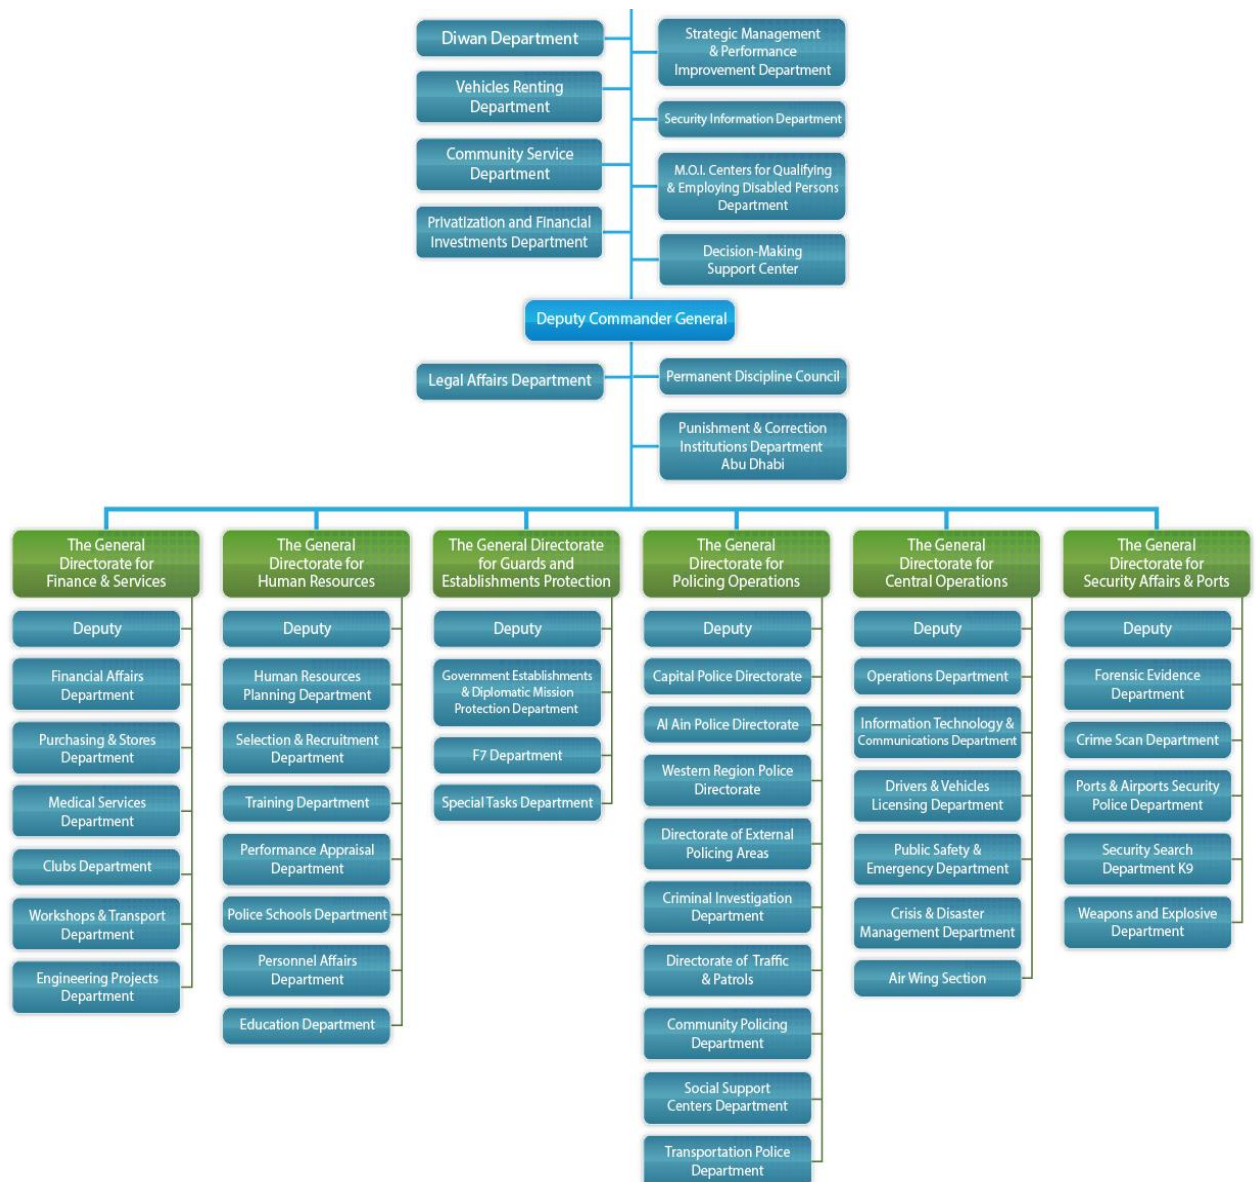 Diwan Department
Vehicles Renting
Department
Community Service
Department
Privatization and Financial
Investments Department
Strategic Management
& Performance
Improvement Department
Security Information Department
M.O.I. Centers for Qualifying
& Employing Disabled Persons
Department
Decision-Making
Support Center
Deputy Commander General
Legal Affairs Department
Permanent Discipline Council
Punishment & Correction
Institutions Department
Abu Dhabi
The General
Directorate for
Finance & Services
Deputy
Financial Affairs
Department
Purchasing & Stores
Department
Medical Services
Department
Clubs Department
Workshops & Transport
Department
Engineering Projects
Department
The General
Directorate for
Human Resources
Deputy
Human Resources
Planning Department
Selection & Recruitment
Department
Training Department
Performance Appraisal
Department
Police Schools Department
Personnel Affairs
Department
Education Department
The General Directorate
for Guards and
Establishments Protection
Deputy
Government Establishments
& Diplomatic Mission
Protection Department
F7 Department
Special Tasks Department
The General
Directorate for
Policing Operations
Deputy
Capital Police Directorate
Al Ain Police Directorate
Western Region Police
Directorate
Directorate of External
Policing Areas
Criminal Investigation
Department
Directorate of Traffic
& Patrols
Community Policing
Department
Social Support
Centers Department
Transportation Police
Department
The General
Directorate for
Central Operations
Deputy
Operations Department
Information Technology &
Communications Department
Drivers & Vehicles
Licensing Department
Public Safety &
Emergency Department
Crisis & Disaster
Management Department
Air Wing Section
The General
Directorate for
Security Affairs & Ports
Deputy
Forensic Evidence
Department
Crime Scan Department
Ports & Airports Security
Police Department
Security Search
Department K9
Weapons and Explosive
Department